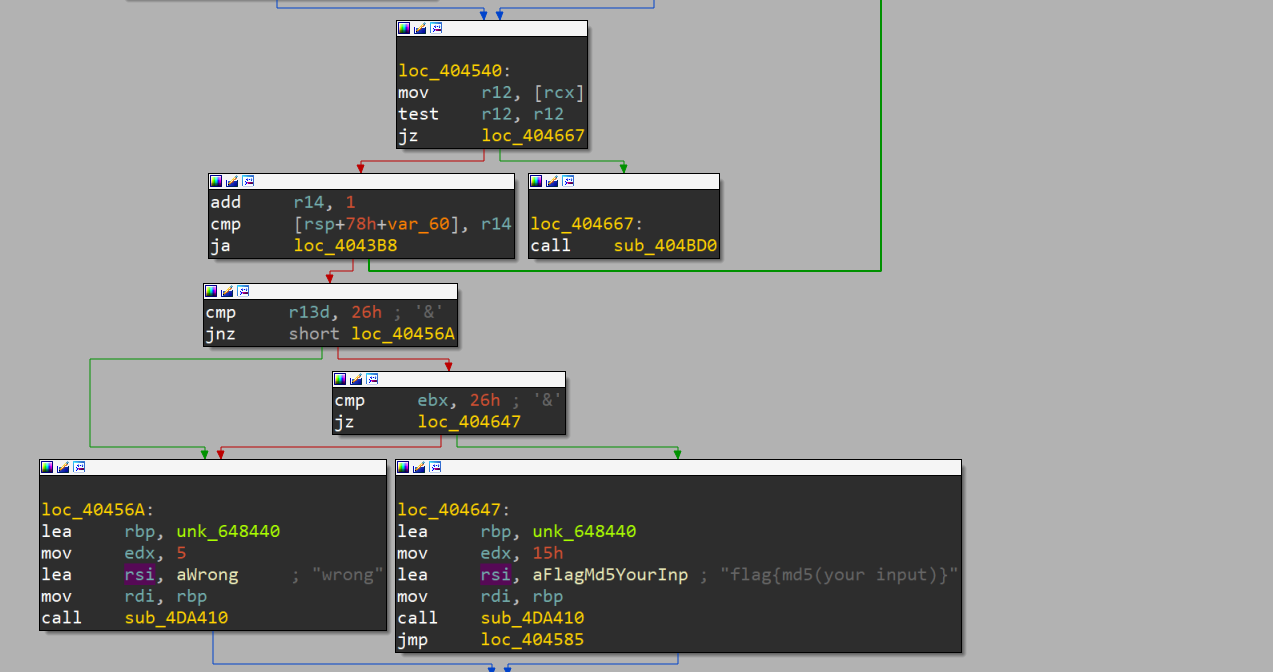 loc_404540:
mov r12, [rcx]
test r12, r12
jz loc_404667
add r14, 1
cmp [rsp+78h+var_60], r14
ja loc_4043B8
loc_404667:
call sub_404BD0
cmp r13d, 26h ; '&'
jnz short loc_40456A
cmp ebx, 26h ; '&'
jz loc_404647
loc_40456A:
lea rbp, unk_648440
mov edx, 5
lea rsi, aWrong ; "wrong"
mov rdi, rbp
call sub_4DA410
loc_404647:
lea rbp, unk_648440
mov edx, 15h
lea rsi, aFlagMd5YourInp ; "flag{md5(your input)}"
mov rdi, rbp
call sub_4DA410
jmp loc_404585